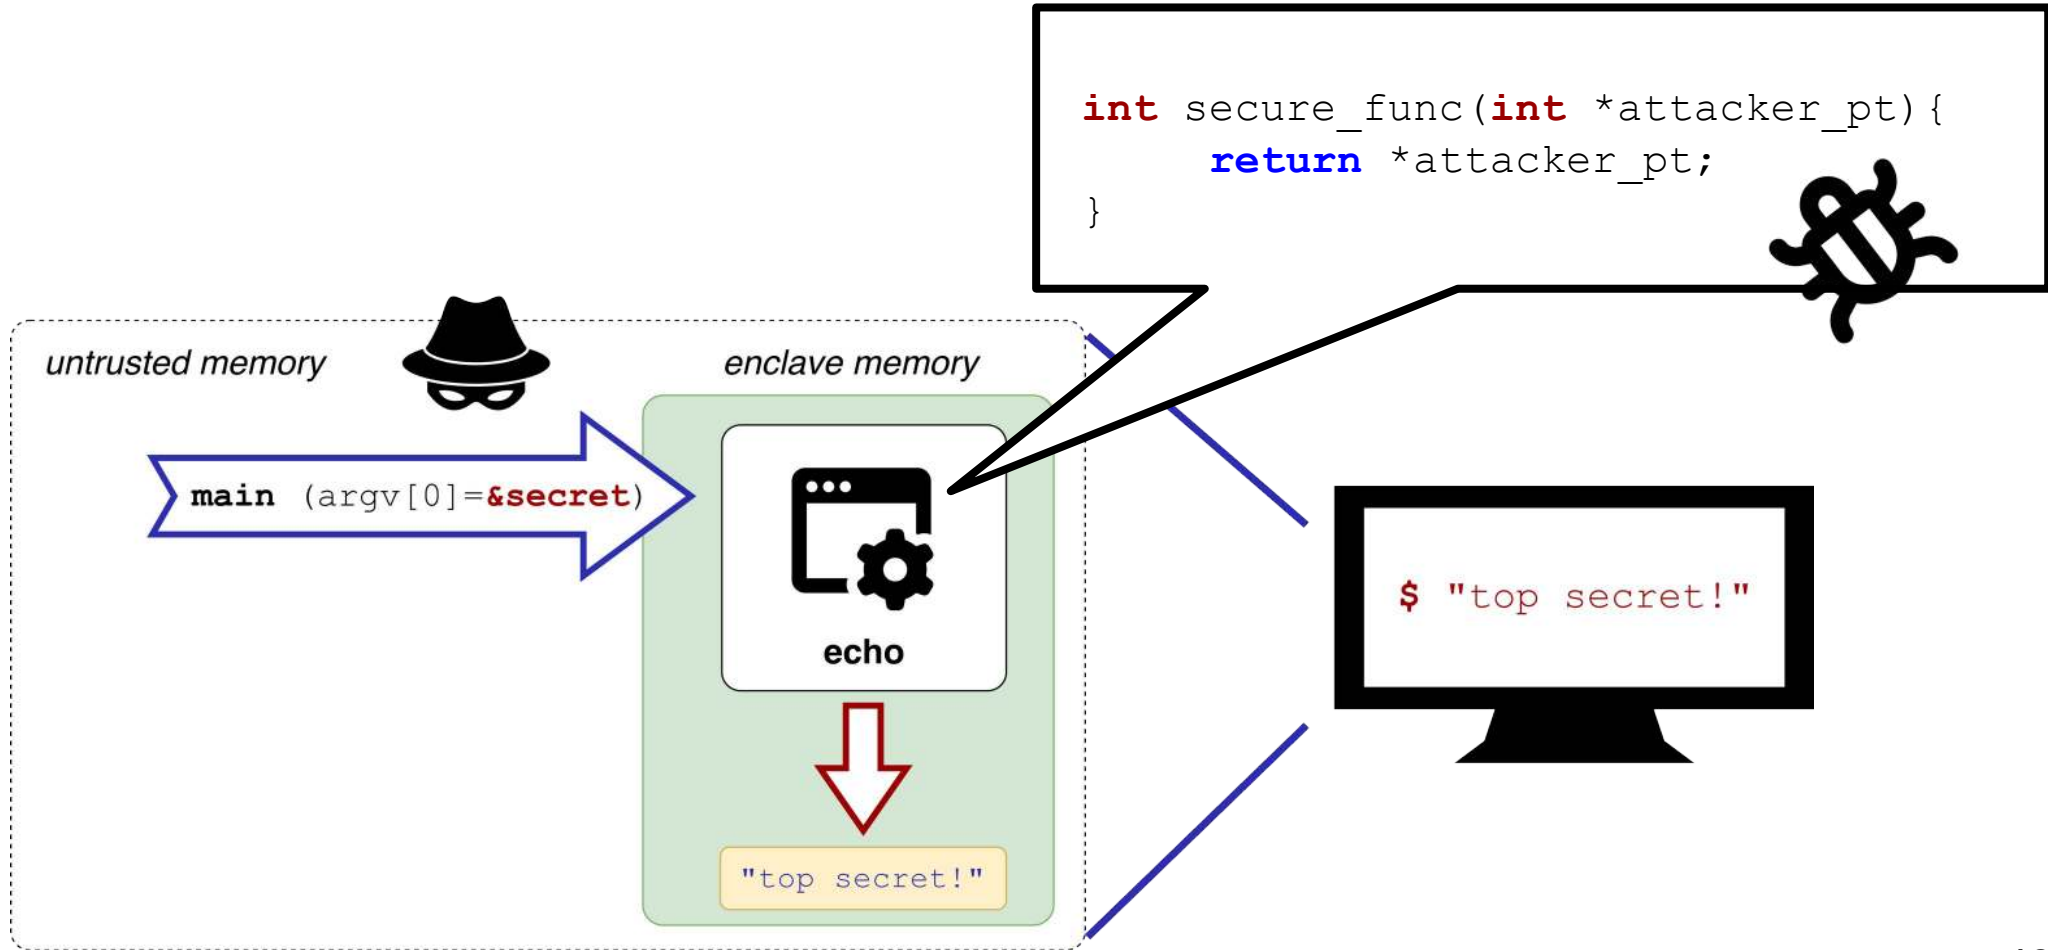 int secure_func(int *attacker_pt){
return *attacker_pt;
}
untrusted memory
enclave memory
main (argv[0]=&secret)
echo
$ "top secret!"
"top secret!"